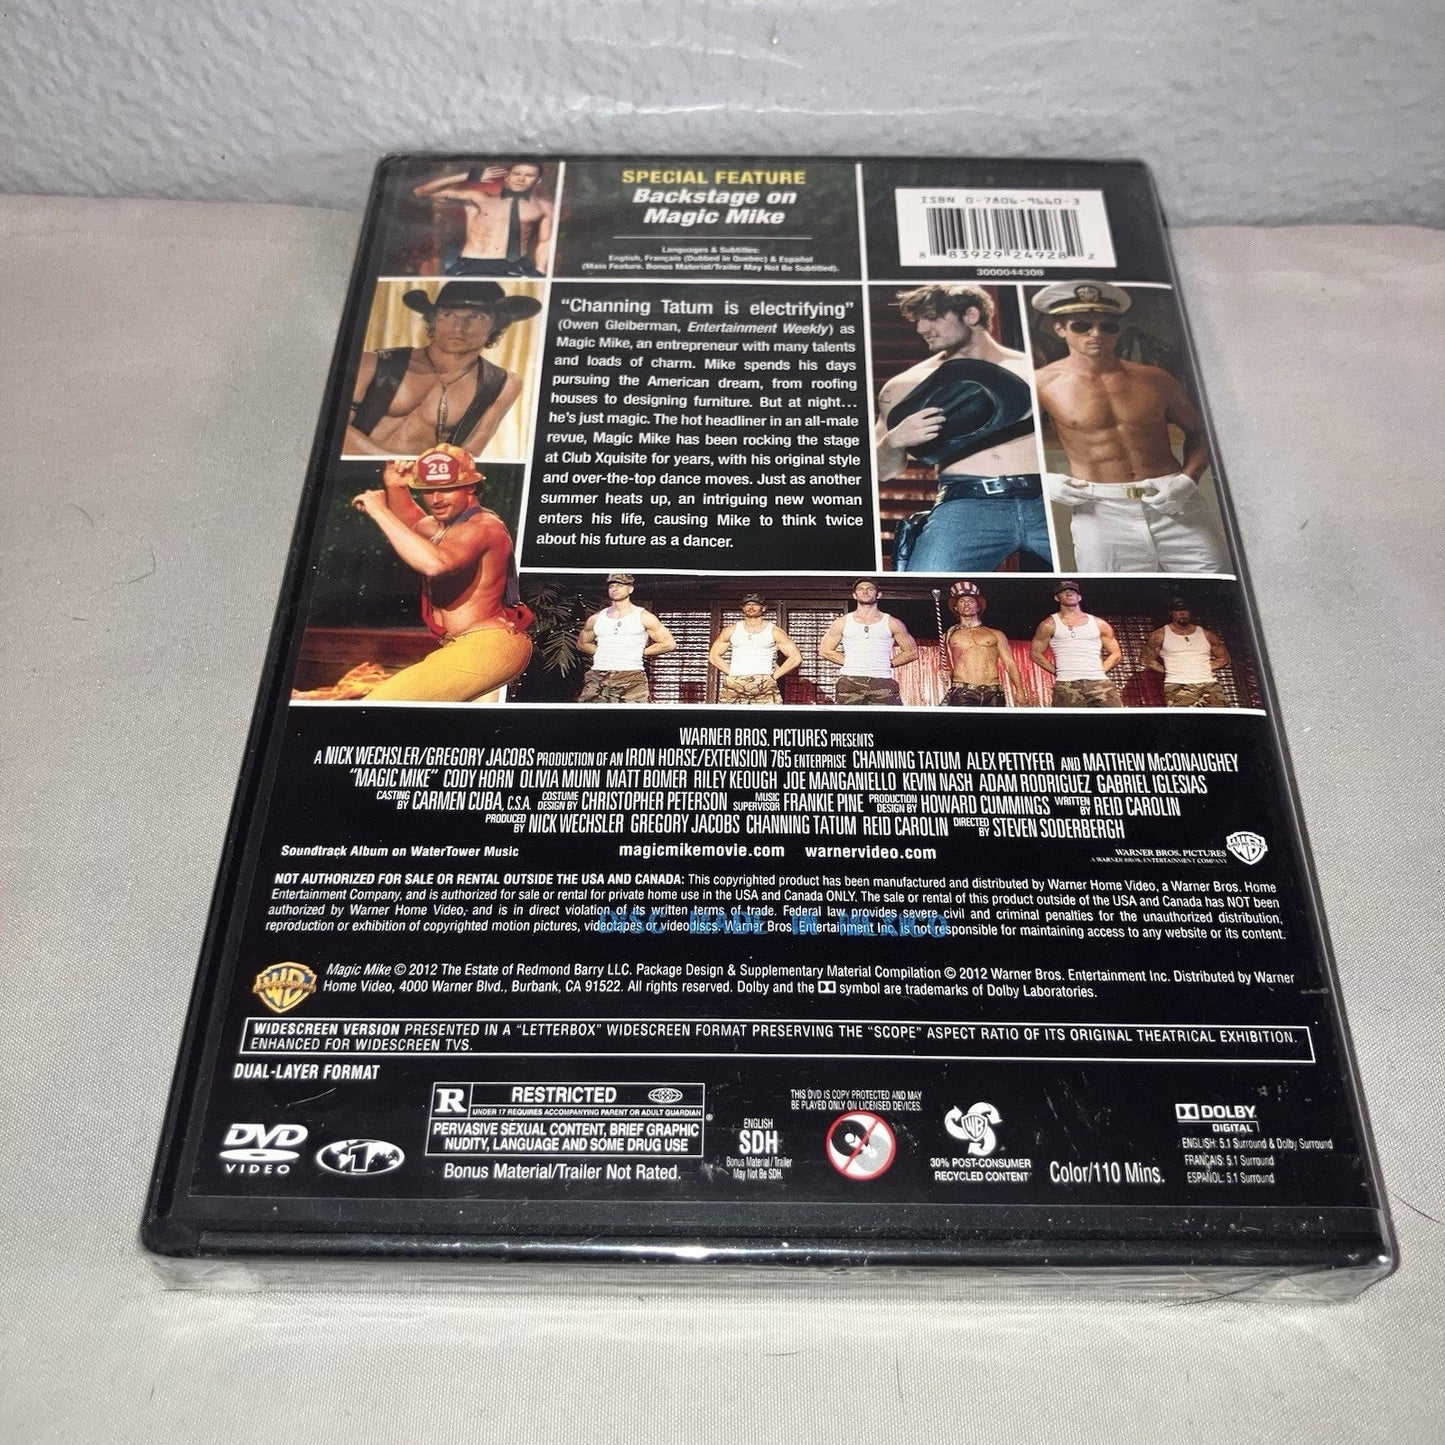 SPECIAL FEATURE
Backstage on
Magic Mike
Languages & Subtitles:
English, Français (Dubbed in Quebec) & Español
(Main Feature. Bonus Material/Trailer May Not Be Subtitled).
ISBN 0-7806-9660-3
8 83929 24928 2
3000044308
“Channing Tatum is electrifying”
(Owen Gleiberman, Entertainment Weekly) as
Magic Mike, an entrepreneur with many talents
and loads of charm. Mike spends his days
pursuing the American dream, from roofing
houses to designing furniture. But at night...
he's just magic. The hot headliner in an all-male
revue, Magic Mike has been rocking the stage
at Club Xquisite for years, with his original style
and over-the-top dance moves. Just as another
summer heats up, an intriguing new woman
enters his life, causing Mike to think twice
about his future as a dancer.
28
WARNER BROS. PICTURES PRESENTS
A NICK WECHSLER/GREGORY JACOBS PRODUCTION OF AN IRON HORSE/EXTENSION 765 ENTERPRISE CHANNING TATUM ALEX PETTYFER AND MATTHEW McCONAUGHEY
“MAGIC MIKE” CODY HORN OLIVIA MUNN MATT BOMER RILEY KEOUGH JOE MANGANIELLO KEVIN NASH ADAM RODRIGUEZ GABRIEL IGLESIAS
CASTING BY CARMEN CUBA, C.S.A. COSTUME DESIGN BY CHRISTOPHER PETERSON MUSIC SUPERVISOR FRANKIE PINE PRODUCTION DESIGN BY HOWARD CUMMINGS WRITTEN BY REID CAROLIN
PRODUCED BY NICK WECHSLER GREGORY JACOBS CHANNING TATUM REID CAROLIN DIRECTED BY STEVEN SODERBERGH
Soundtrack Album on WaterTower Music magicmikemovie.com warnervideo.com
WARNER BROS. PICTURES
A WARNER BROS. ENTERTAINMENT COMPANY
NOT AUTHORIZED FOR SALE OR RENTAL OUTSIDE THE USA AND CANADA: This copyrighted product has been manufactured and distributed by Warner Home Video, a Warner Bros. Home
Entertainment Company, and is authorized for sale or rental for private home use in the USA and Canada ONLY. The sale or rental of this product outside of the USA and Canada has NOT been
authorized by Warner Home Video, and is in direct violation of its written terms of trade. Federal law provides severe civil and criminal penalties for the unauthorized distribution,
reproduction or exhibition of copyrighted motion pictures, videotapes or videodiscs. Warner Bros. Entertainment Inc. is not responsible for maintaining access to any website or its content.
DISC MADE IN MEXICO
Magic Mike © 2012 The Estate of Redmond Barry LLC. Package Design & Supplementary Material Compilation © 2012 Warner Bros. Entertainment Inc. Distributed by Warner
Home Video, 4000 Warner Blvd., Burbank, CA 91522. All rights reserved. Dolby and the symbol are trademarks of Dolby Laboratories.
WIDESCREEN VERSION PRESENTED IN A “LETTERBOX” WIDESCREEN FORMAT PRESERVING THE “SCOPE” ASPECT RATIO OF ITS ORIGINAL THEATRICAL EXHIBITION.
ENHANCED FOR WIDESCREEN TVS.
DUAL-LAYER FORMAT
DVD
VIDEO
1
R RESTRICTED
UNDER 17 REQUIRES ACCOMPANYING PARENT OR ADULT GUARDIAN
PERVASIVE SEXUAL CONTENT, BRIEF GRAPHIC
NUDITY, LANGUAGE AND SOME DRUG USE
Bonus Material/Trailer Not Rated.
ENGLISH
SDH
Bonus Material/Trailer
May Not Be SDH.
THIS DVD IS COPY PROTECTED AND MAY
BE PLAYED ONLY ON LICENSED DEVICES.
30% POST-CONSUMER
RECYCLED CONTENT
Color/110 Mins.
DOLBY
DIGITAL
ENGLISH: 5.1 Surround & Dolby Surround
FRANÇAIS: 5.1 Surround
ESPAÑOL: 5.1 Surround